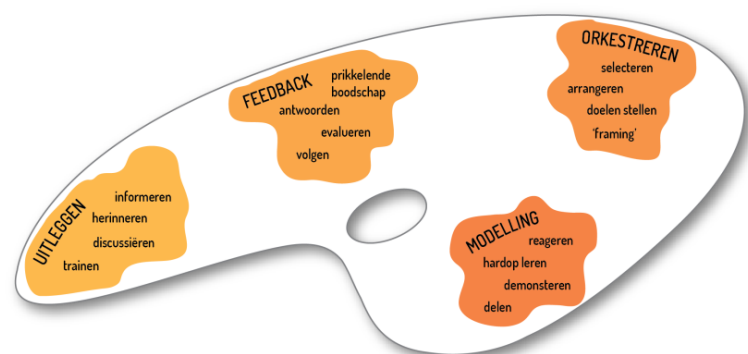 UITLEGGEN
informeren
herinneren
discussiëren
trainen
FEEDBACK
prikkelende
boodschap
antwoorden
evalueren
volgen
ORKESTREREN
selecteren
arrangeren
doelen stellen
‘framing’
MODELLING
reageren
hardop leren
demonsteren
delen